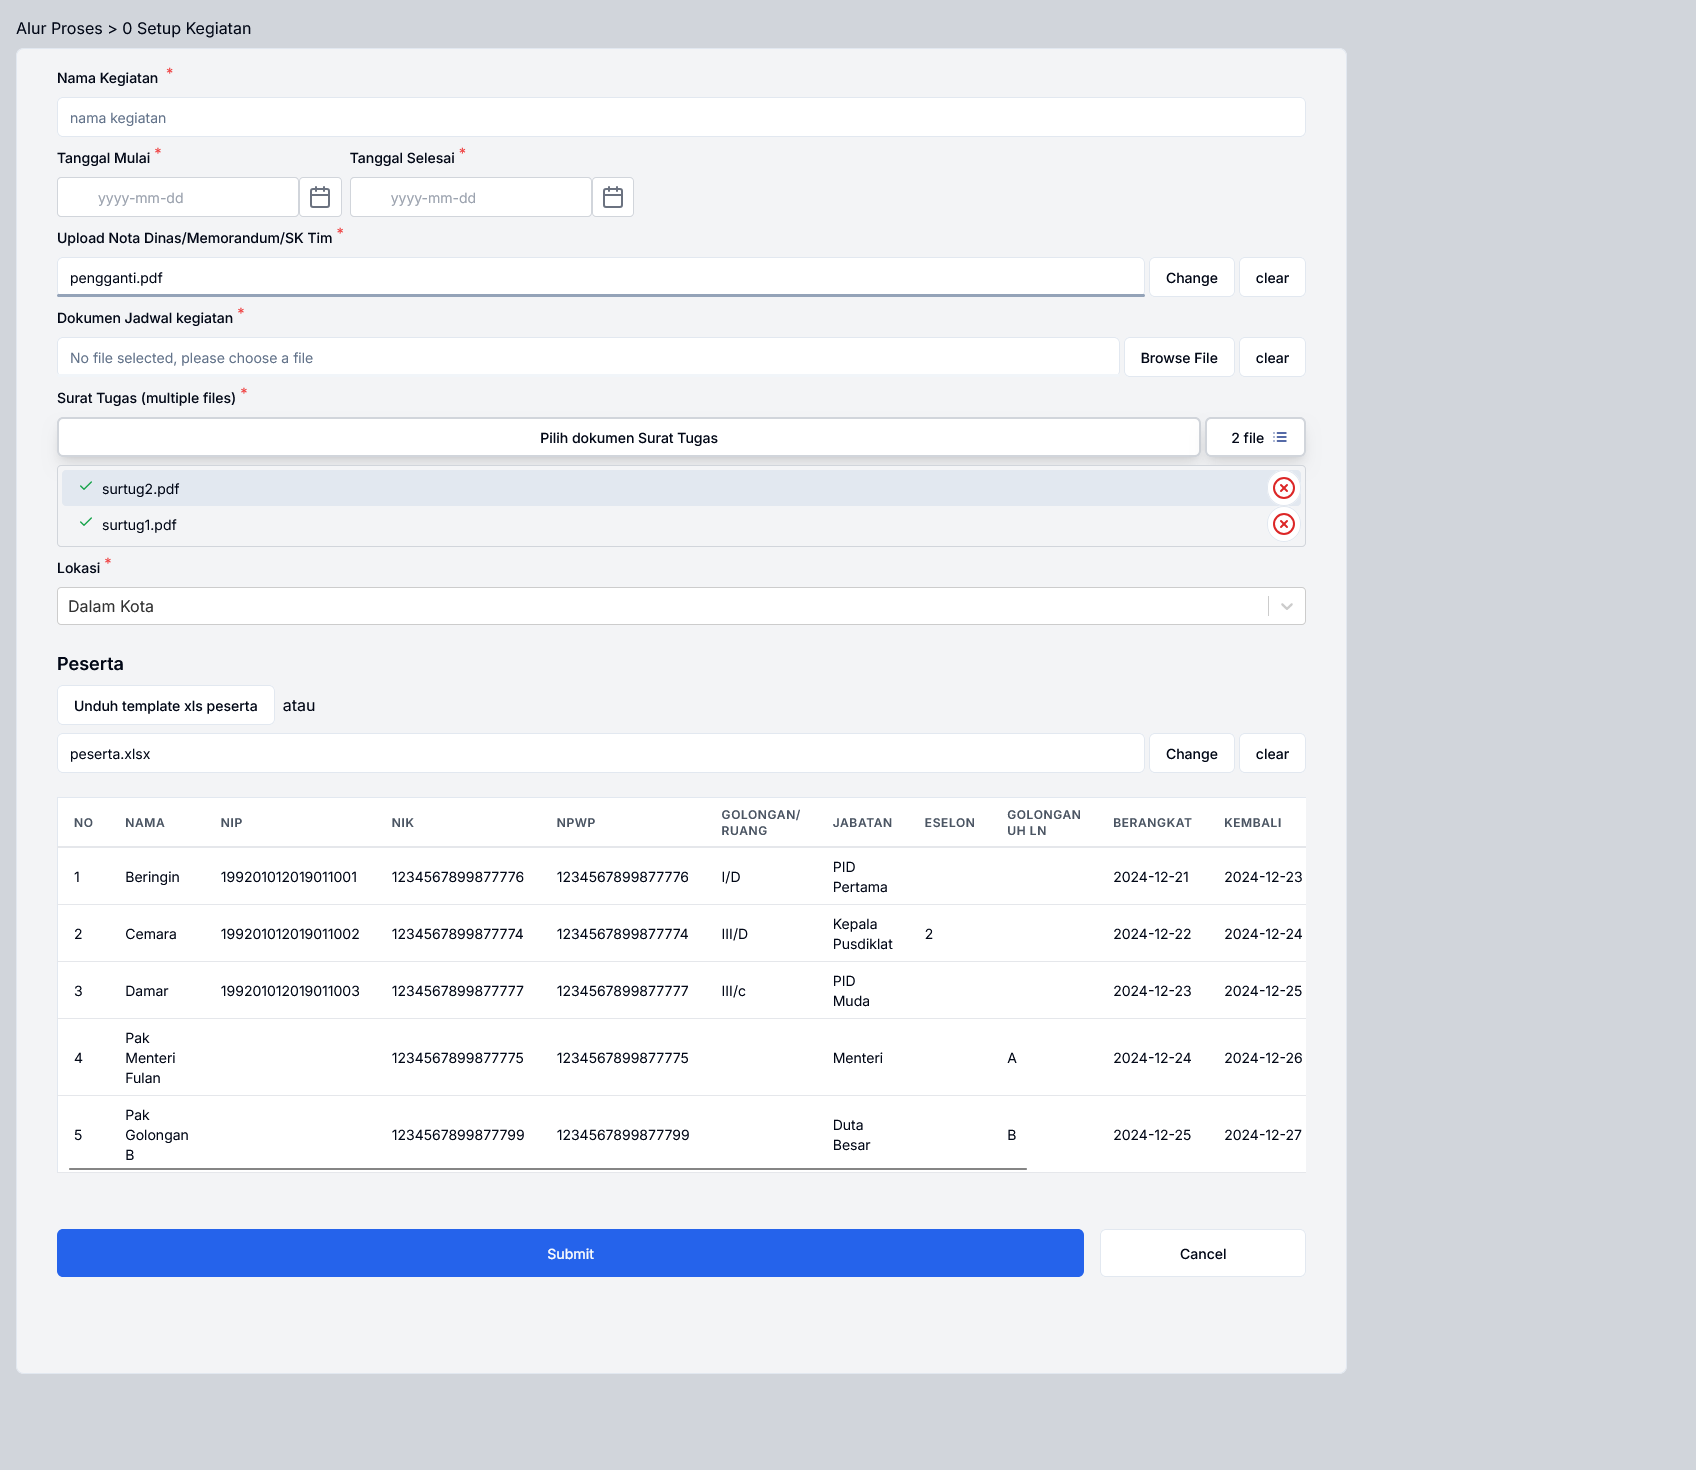 Alur Proses > 0 Setup Kegiatan
Nama Kegiatan *
nama kegiatan
Tanggal Mulai * Tanggal Selesai *
yyyy-mm-dd yyyy-mm-dd
Upload Nota Dinas/Memorandum/SK Tim *
pengganti.pdf Change clear
Dokumen Jadwal kegiatan *
No file selected, please choose a file Browse File clear
Surat Tugas (multiple files) *
Pilih dokumen Surat Tugas 2 file
surtug2.pdf
surtug1.pdf
Lokasi *
Dalam Kota
Peserta
Unduh template xls peserta atau
peserta.xlsx Change clear
NO NAMA NIP NIK NPWP GOLONGAN/ RUANG JABATAN ESELON GOLONGAN UH LN BERANGKAT KEMBALI
1 Beringin 199201012019011001 1234567899877776 1234567899877776 I/D PID Pertama 2024-12-21 2024-12-23
2 Cemara 199201012019011002 1234567899877774 1234567899877774 III/D Kepala Pusdiklat 2 2024-12-22 2024-12-24
3 Damar 199201012019011003 1234567899877777 1234567899877777 III/c PID Muda 2024-12-23 2024-12-25
4 Pak Menteri Fulan 1234567899877775 1234567899877775 Menteri A 2024-12-24 2024-12-26
5 Pak Golongan B 1234567899877799 1234567899877799 Duta Besar B 2024-12-25 2024-12-27
Submit Cancel